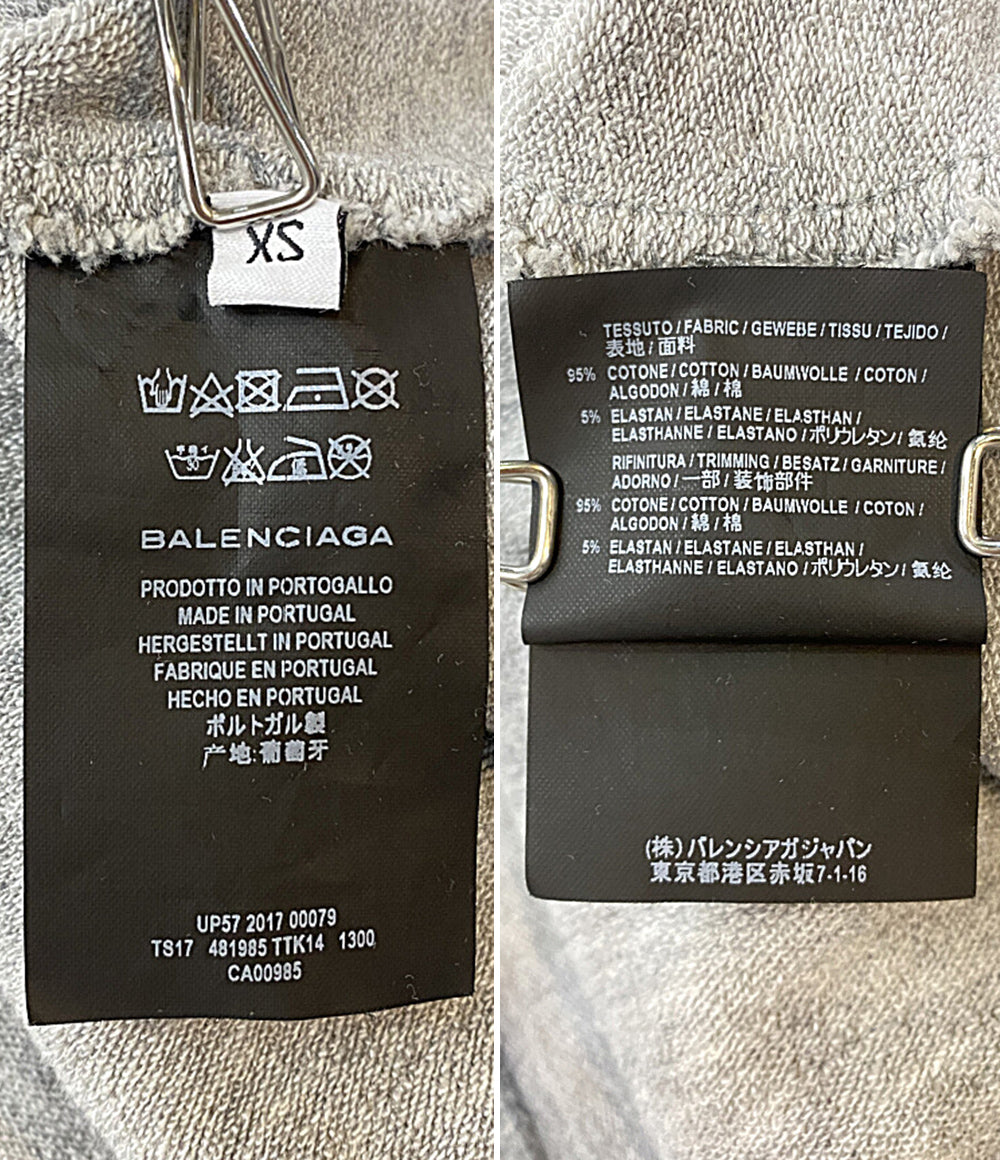 XS
BALENCIAGA
PRODOTTO IN PORTOGALLO
MADE IN PORTUGAL
HERGESTELLT IN PORTUGAL
FABRIQUE EN PORTUGAL
HECHO EN PORTUGAL
ポルトガル製
产地:葡萄牙
UP57 2017 00079
TS17 481985 TTK14 1300
CA00985
TESSUTO / FABRIC / GEWEBE / TISSU / TEJIDO /
表地 / 面料
95% COTONE / COTTON / BAUMWOLLE / COTON /
ALGODON / 綿 / 棉
5% ELASTAN / ELASTANE / ELASTHAN /
ELASTHANNE / ELASTANO / ポリウレタン / 氨纶
RIFINITURA / TRIMMING / BESATZ / GARNITURE /
ADORNO / 一部 / 装饰部件
95% COTONE / COTTON / BAUMWOLLE / COTON /
ALGODON / 綿 / 棉
5% ELASTAN / ELASTANE / ELASTHAN /
ELASTHANNE / ELASTANO / ポリウレタン / 氨纶
(株) バレンシアガジャパン
東京都港区赤坂7-1-16